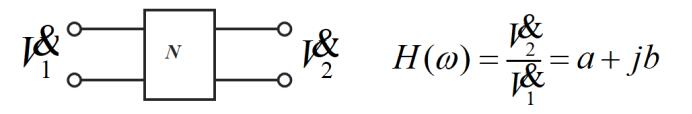 V&1 N V&2 H(ω) = V&2 / V&1 = a + jb